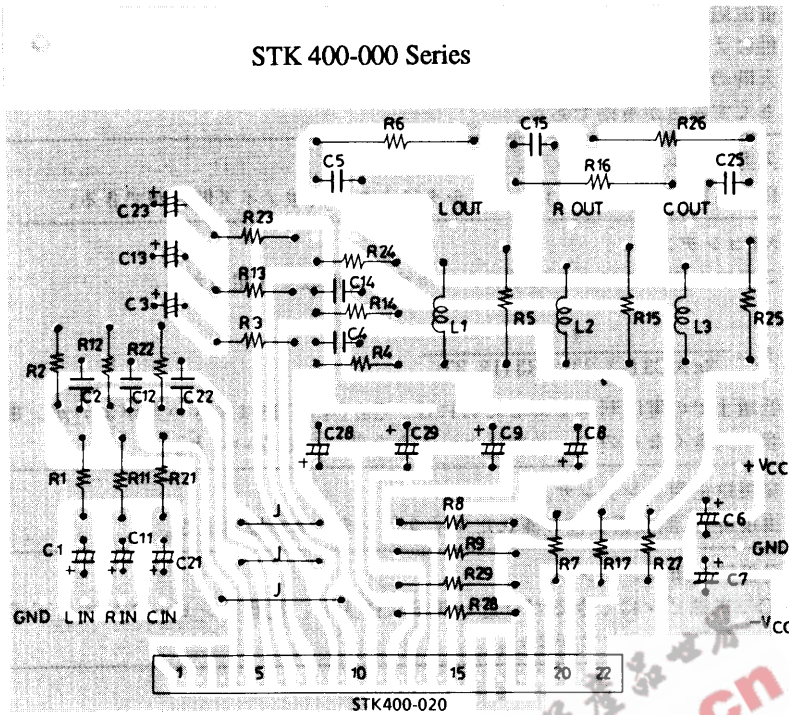 STK 400-000 Series
R6 C15 R26
C5 R16 C25
L OUT R OUT C OUT
C23 + R23
R24
C13 + R13 C14
R14
C3 + R3 C4
R4
L1 R5 L2 R15 L3 R25
R2 R12 R22
C2 C12 C22
C28 + C29 + C9 + C8 +
R1 R11 R21
+VCC
J R8
C6 +
C1 + C11 + C21 +
J R9
R7 R17 R27
GND
R29
C7 +
J R28
GND L IN R IN C IN
-VCC
1 5 10 15 20 22
STK400-020
cn